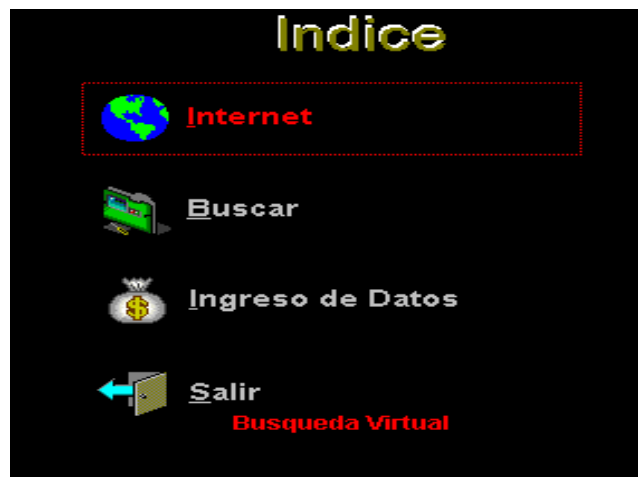 Indice
Internet
Buscar
Ingreso de Datos
Salir
Busqueda Virtual